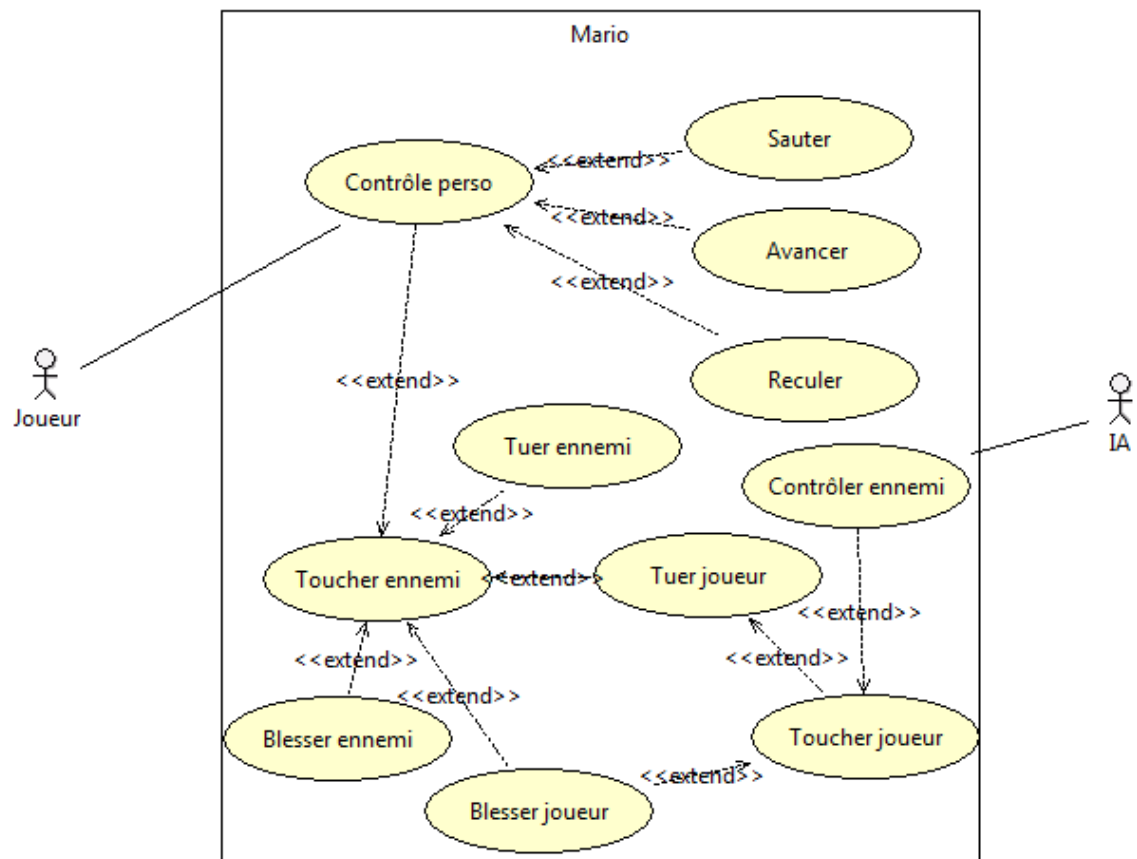 Mario
Sauter
<<extend>>
Contrôle perso
<<extend>>
Avancer
<<extend>>
Reculer
<<extend>>
Joueur
IA
Tuer ennemi
Contrôler ennemi
<<extend>>
Toucher ennemi
<<extend>>
Tuer joueur
<<extend>>
<<extend>>
<<extend>>
<<extend>>
Blesser ennemi
Toucher joueur
<<extend>>
Blesser joueur